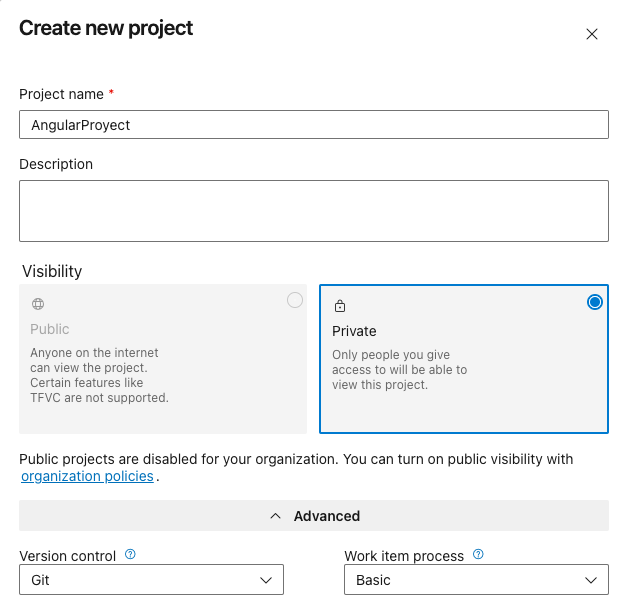 Create new project
Project name *
AngularProyect
Description
Visibility
Public
Anyone on the internet
can view the project.
Certain features like
TFVC are not supported.
Private
Only people you give
access to will be able to
view this project.
Public projects are disabled for your organization. You can turn on public visibility with
organization policies.
Advanced
Version control ?
Git
Work item process ?
Basic